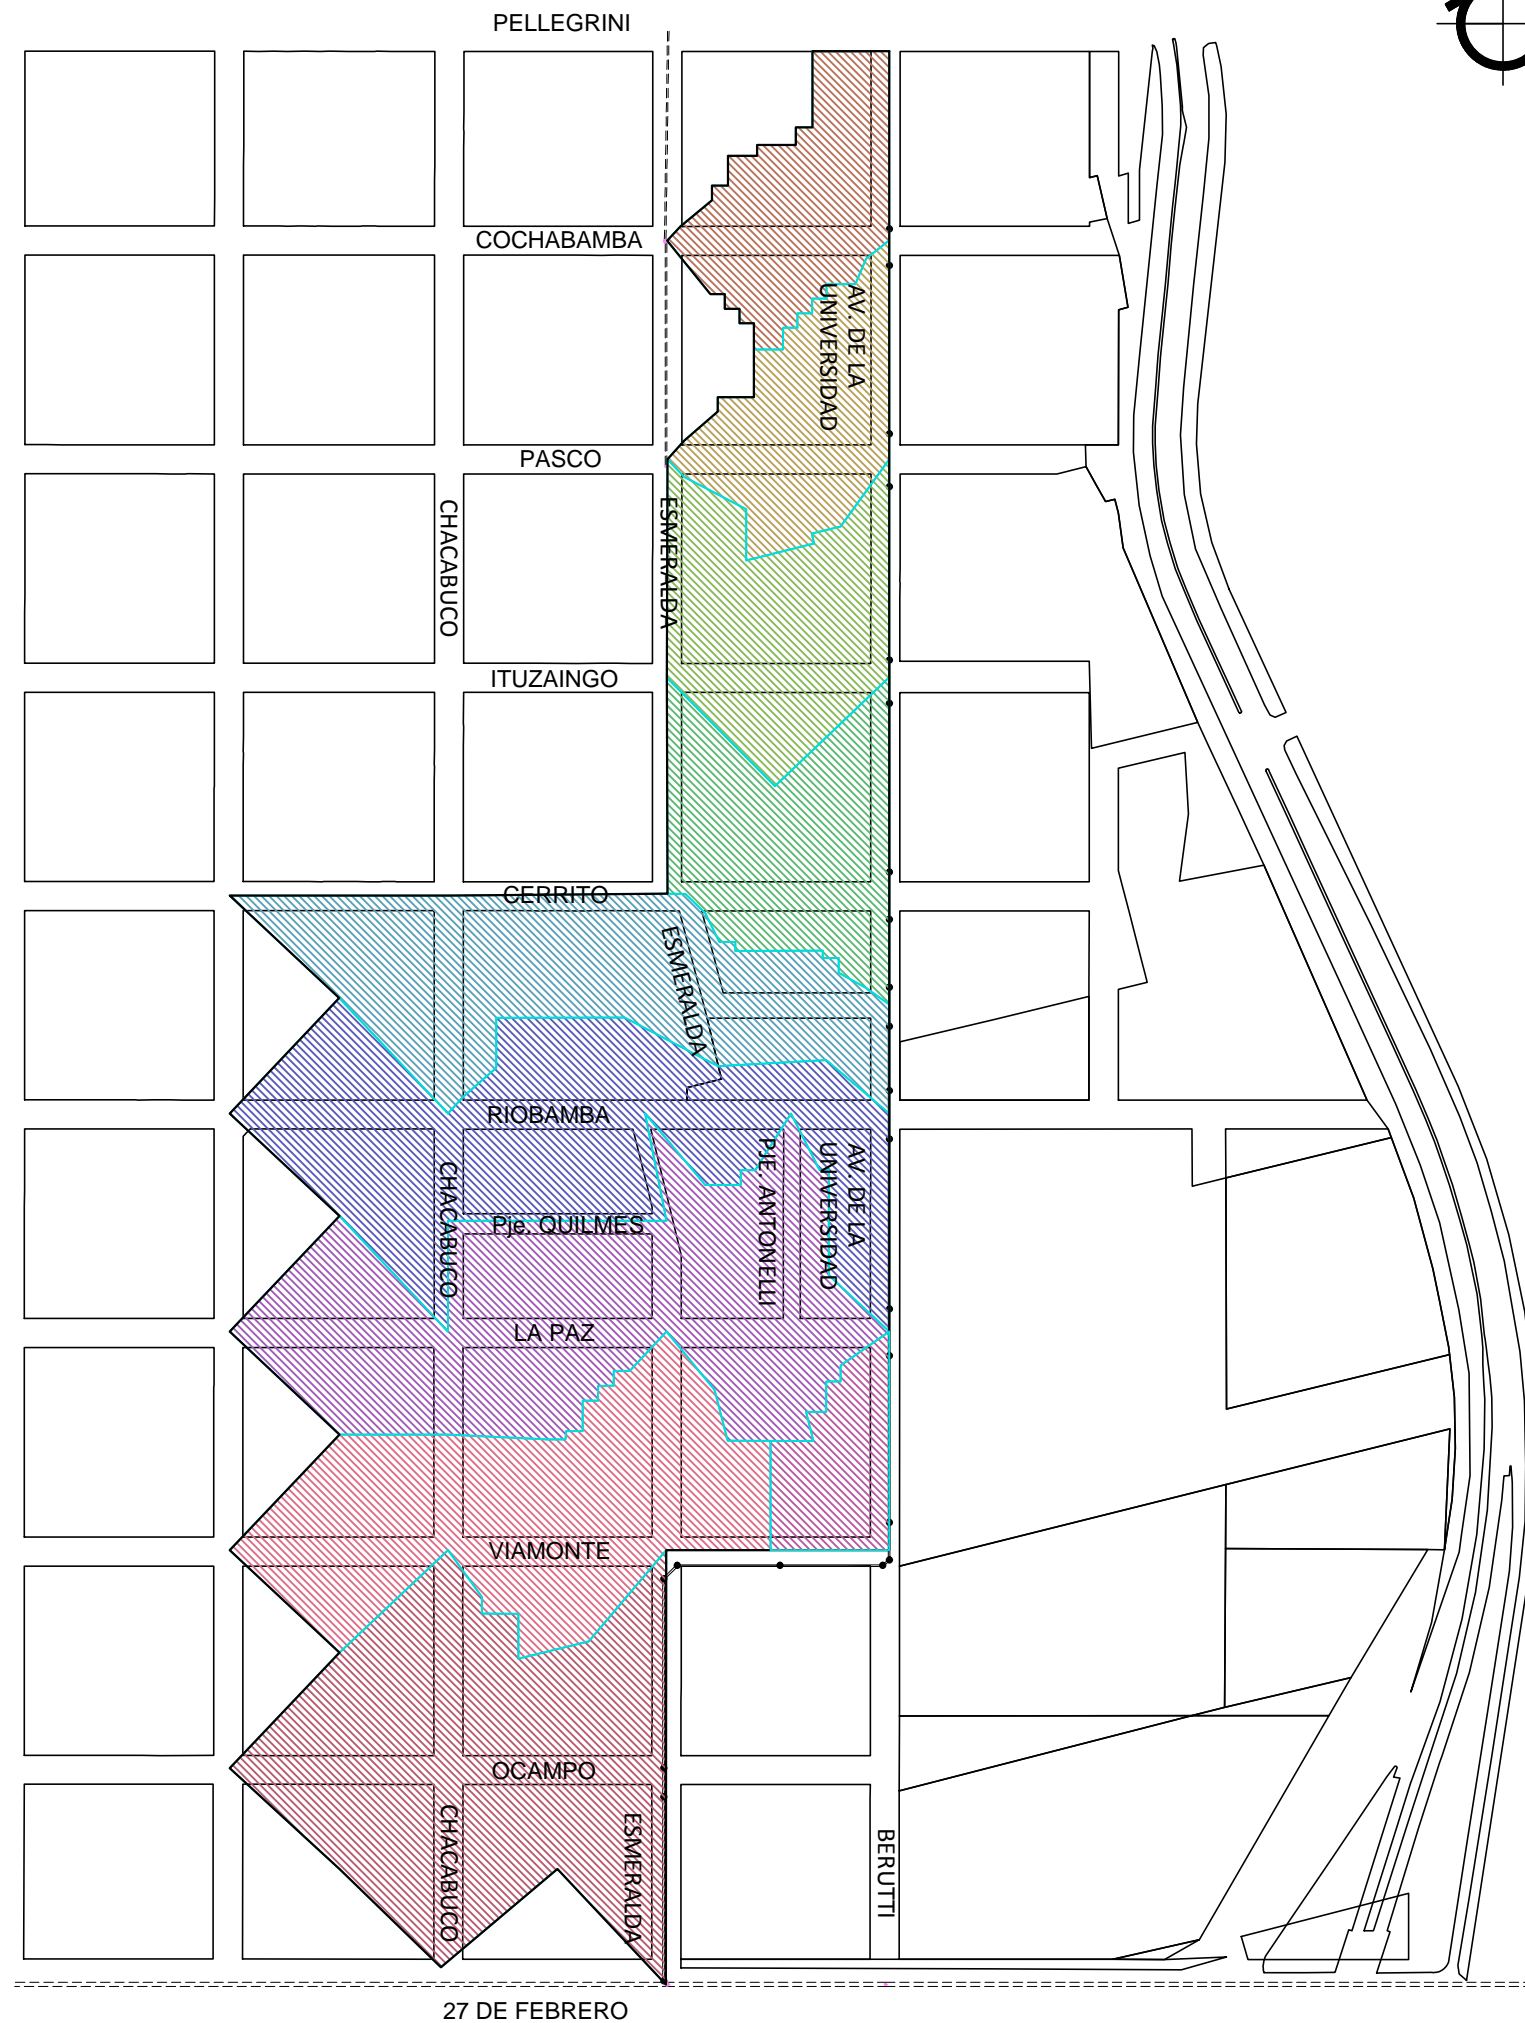 PELLEGRINI
COCHABAMBA
AV. DE LA
UNIVERSIDAD
PASCO
CHACABUCO
ESMERALDA
ITUZAINGO
CERRITO
ESMERALDA
RIOBAMBA
CHACABUCO
Pje. QUILMES
PJE. ANTONELLI
AV. DE LA
UNIVERSIDAD
LA PAZ
VIAMONTE
OCAMPO
CHACABUCO
ESMERALDA
BERUTTI
27 DE FEBRERO